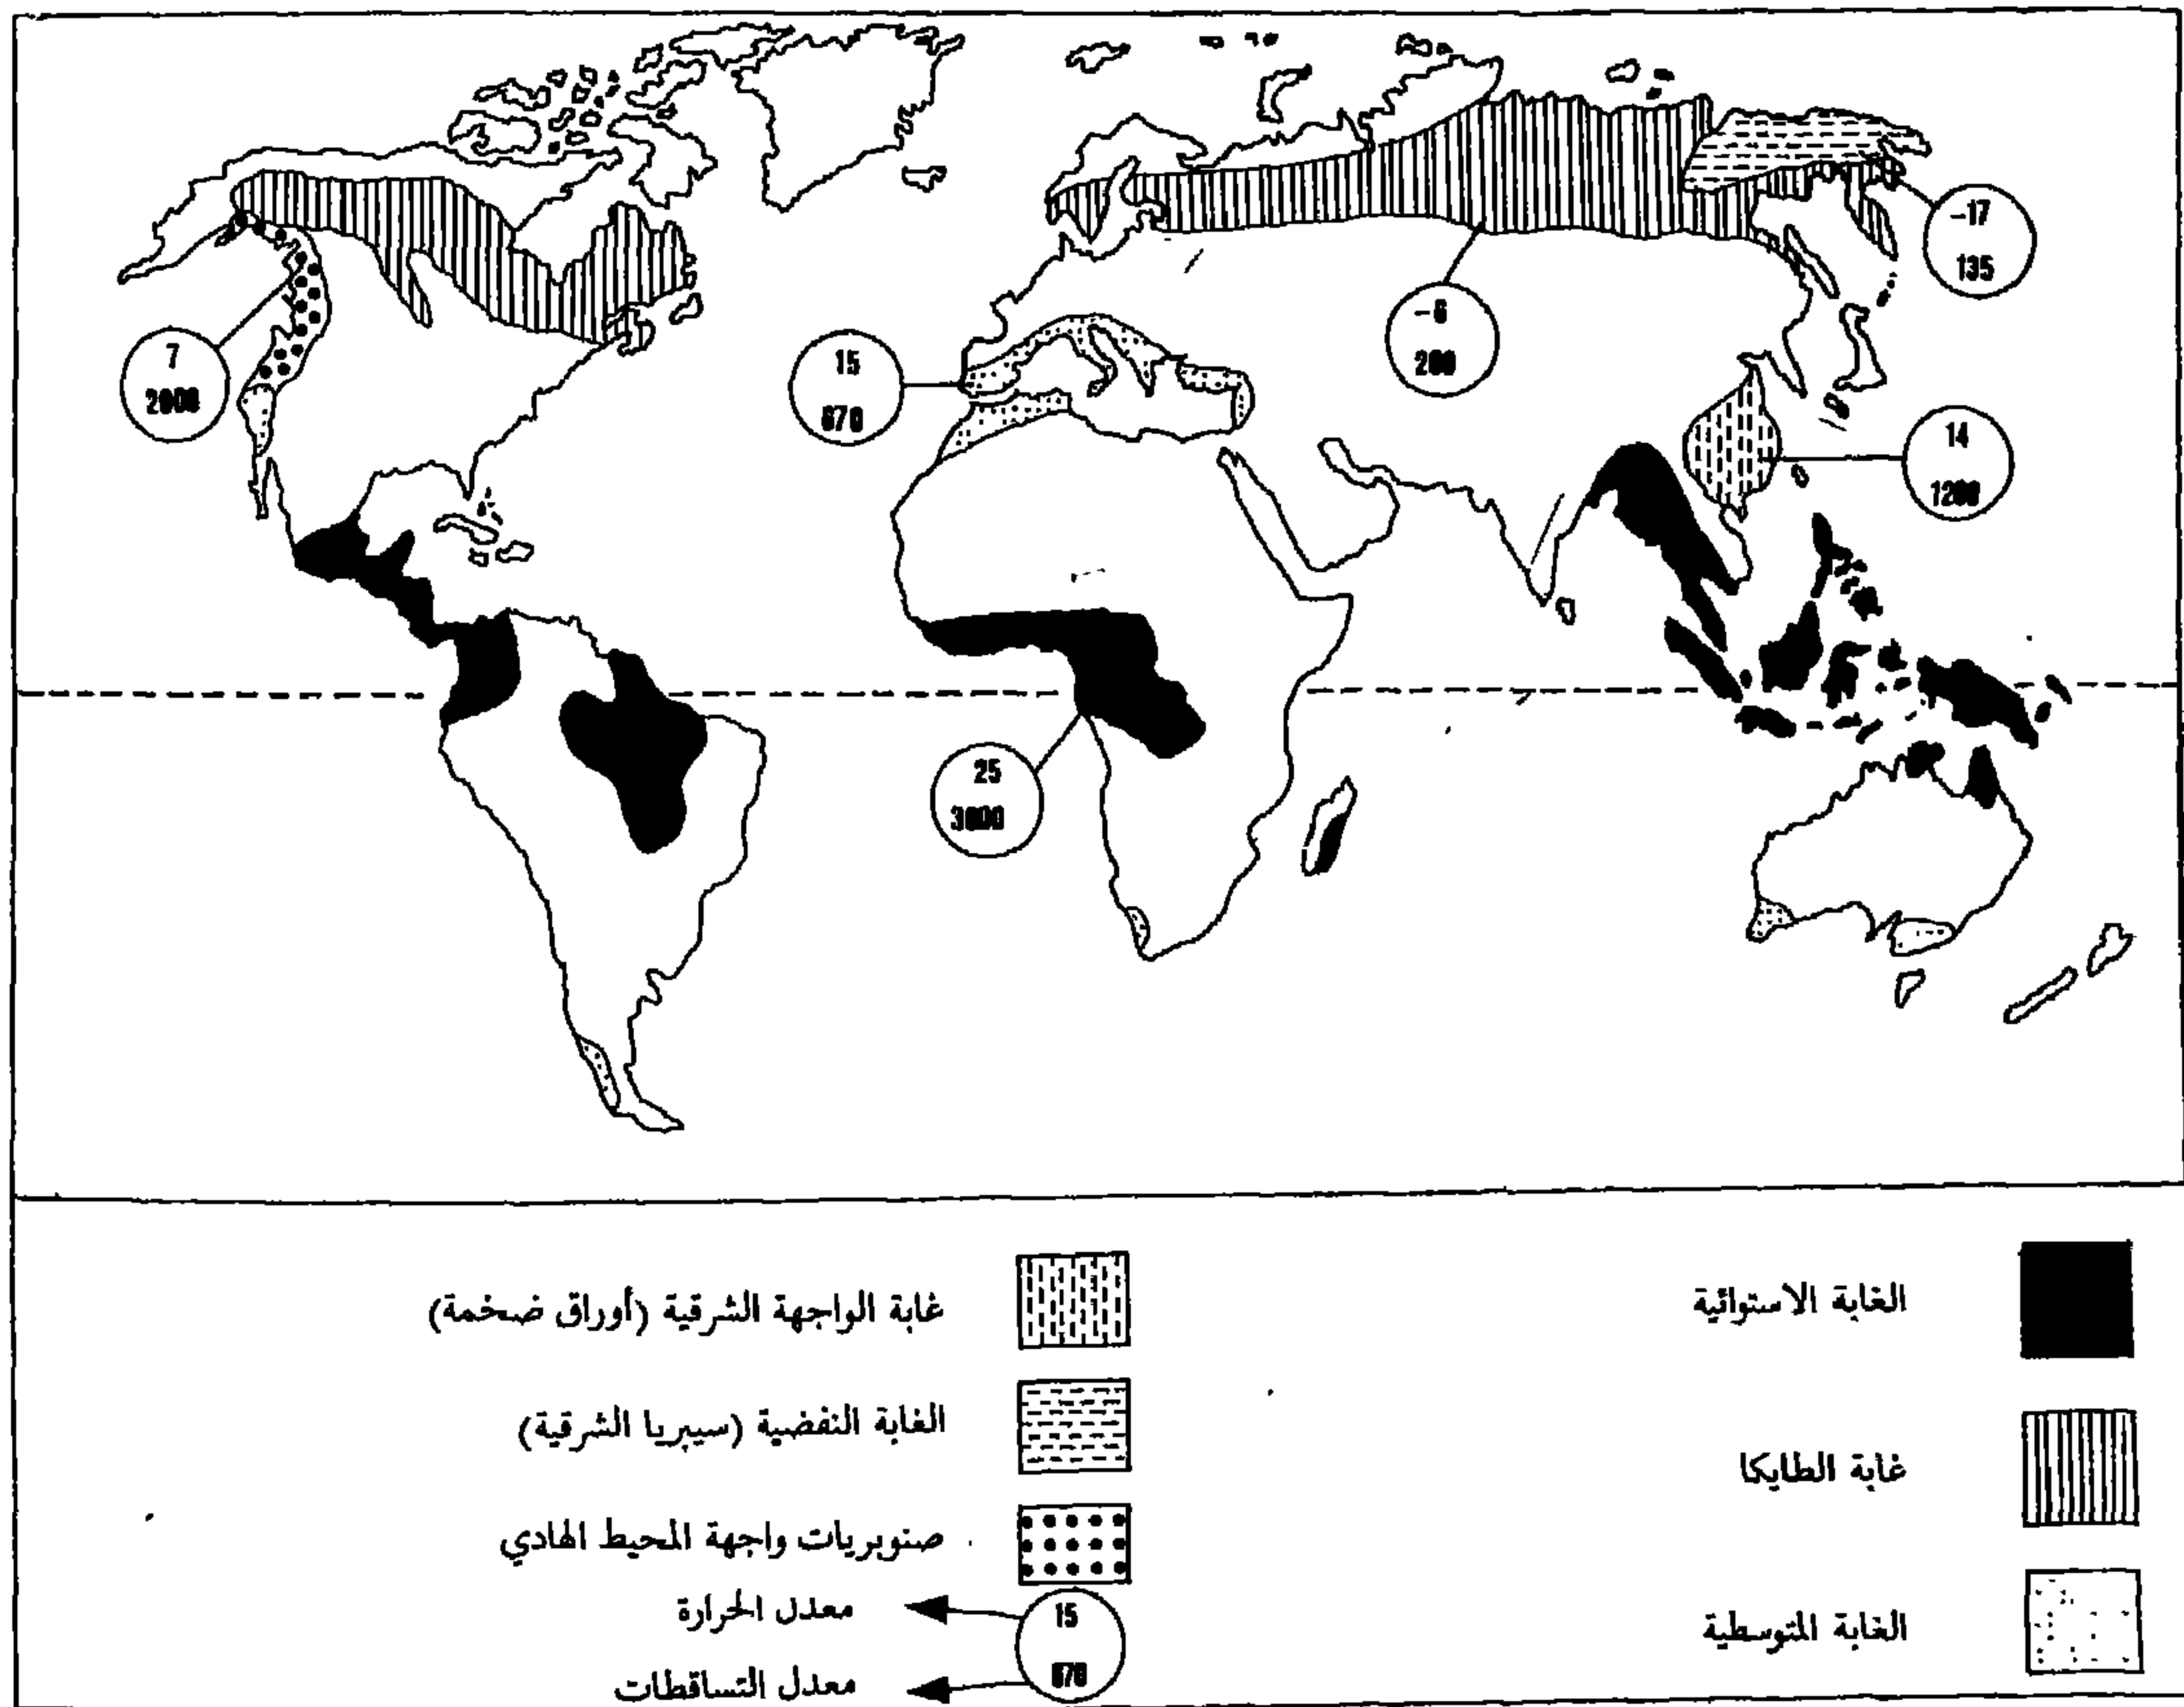 -17
135
-6
200
7
2000
15
670
14
1200
25
3000
الغابة الاستوائية
غابة الطايكا
الغابة المتوسطية
غابة الواجهة الشرقية (أوراق ضخمة)
الغابة النفضية (سيبريا الشرقية)
صنوبريات واجهة المحيط الهادي
15
670
معدل الحرارة
معدل التساقطات